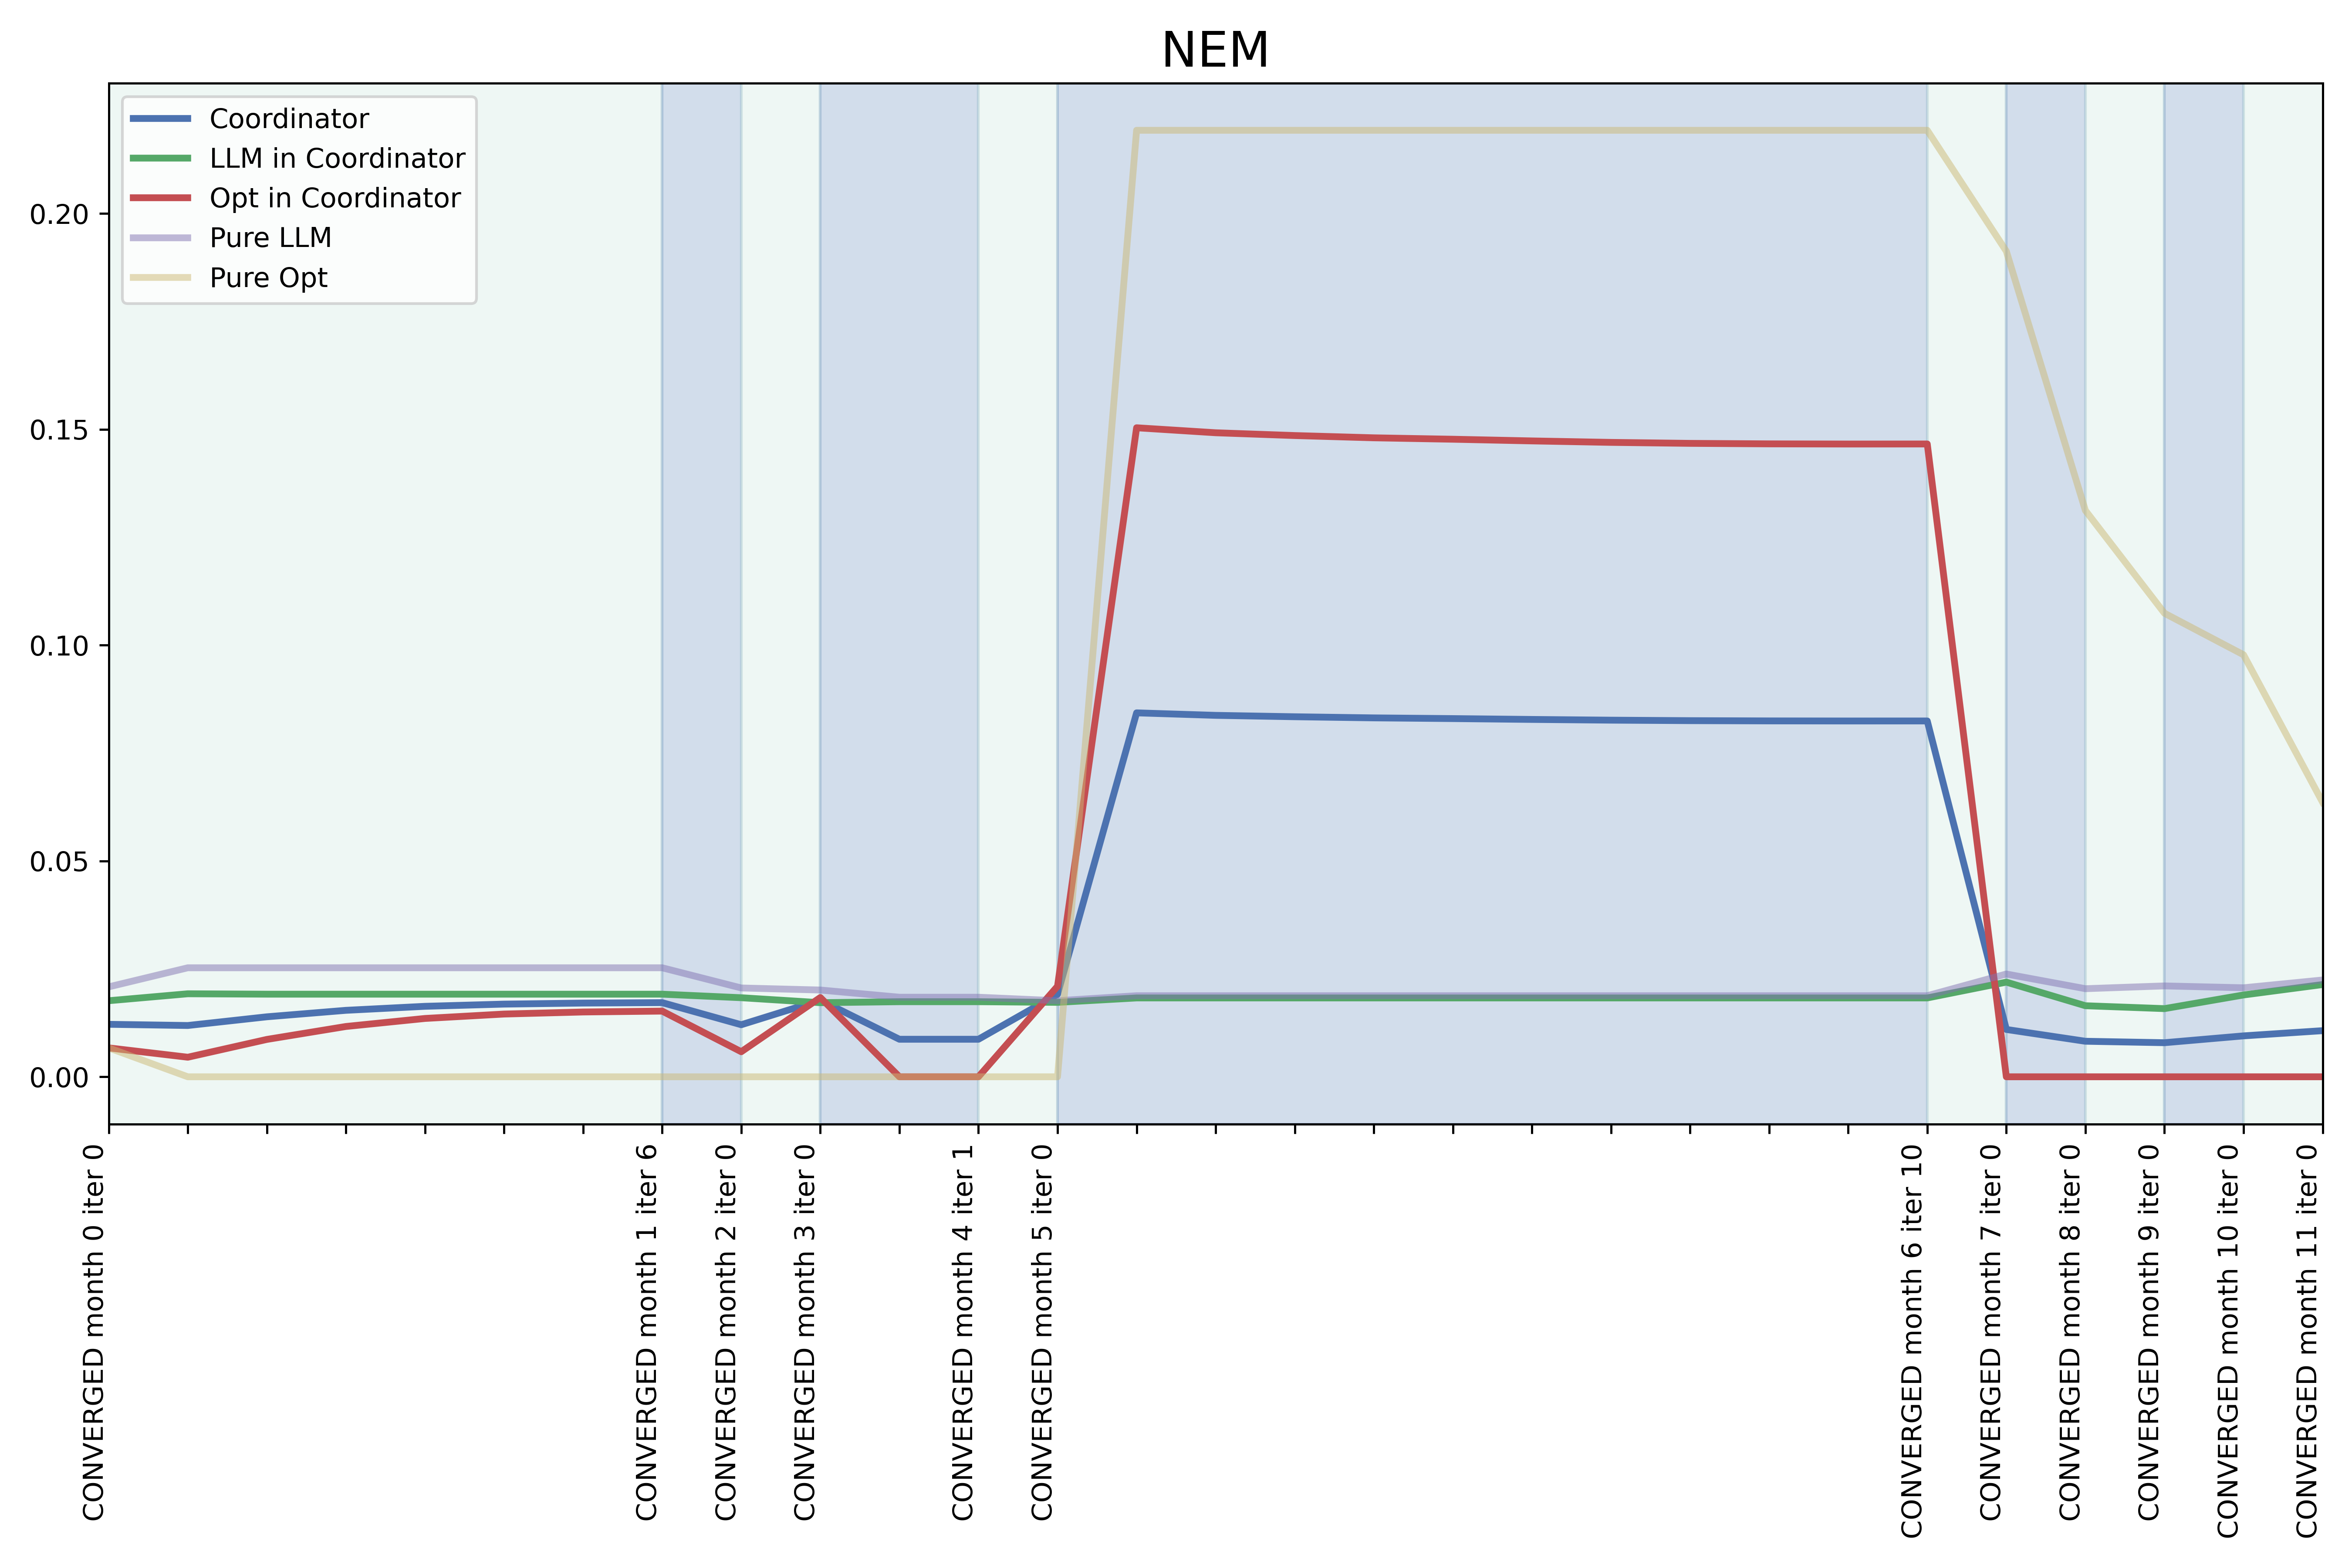 NEM
Coordinator
LLM in Coordinator
Opt in Coordinator
Pure LLM
Pure Opt
0.20
0.15
0.10
0.05
0.00
CONVERGED month 0 iter 0
CONVERGED month 1 iter 6
CONVERGED month 2 iter 0
CONVERGED month 3 iter 0
CONVERGED month 4 iter 1
CONVERGED month 5 iter 0
CONVERGED month 6 iter 10
CONVERGED month 7 iter 0
CONVERGED month 8 iter 0
CONVERGED month 9 iter 0
CONVERGED month 10 iter 0
CONVERGED month 11 iter 0